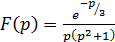 F(p) = e^{-p/3} / p(p^2+1)